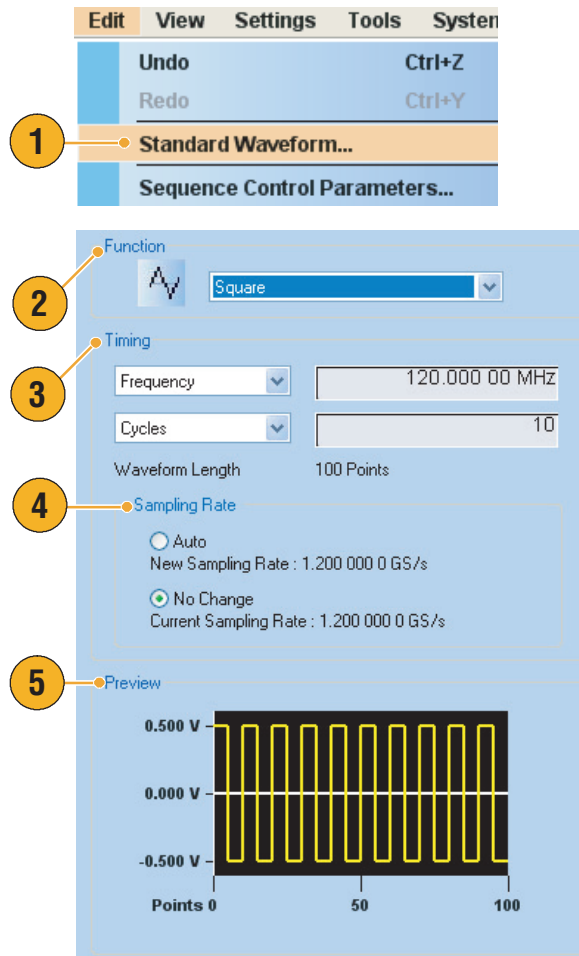 Edit View Settings Tools System
Undo Ctrl+Z
Redo Ctrl+Y
1
Standard Waveform...
Sequence Control Parameters...
Function
2
Square
Timing
3
Frequency 120.000 00 MHz
Cycles 10
Waveform Length 100 Points
4
Sampling Rate
Auto
New Sampling Rate : 1.200 000 0 GS/s
No Change
Current Sampling Rate : 1.200 000 0 GS/s
5
Preview
0.500 V
0.000 V
-0.500 V
Points 0 50 100